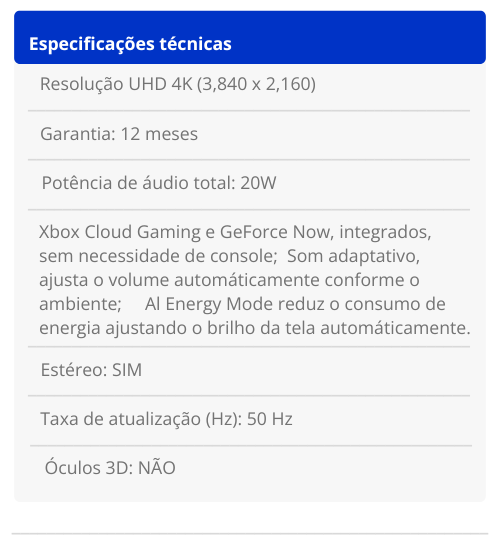 Especificações técnicas
Resolução UHD 4K (3,840 x 2,160)
Garantia: 12 meses
Potência de áudio total: 20W
Xbox Cloud Gaming e GeForce Now, integrados,
sem necessidade de console;  Som adaptativo,
ajusta o volume automáticamente conforme o
ambiente;    Al Energy Mode reduz o consumo de
energia ajustando o brilho da tela automáticamente.
Estéreo: SIM
Taxa de atualização (Hz): 50 Hz
Óculos 3D: NÃO